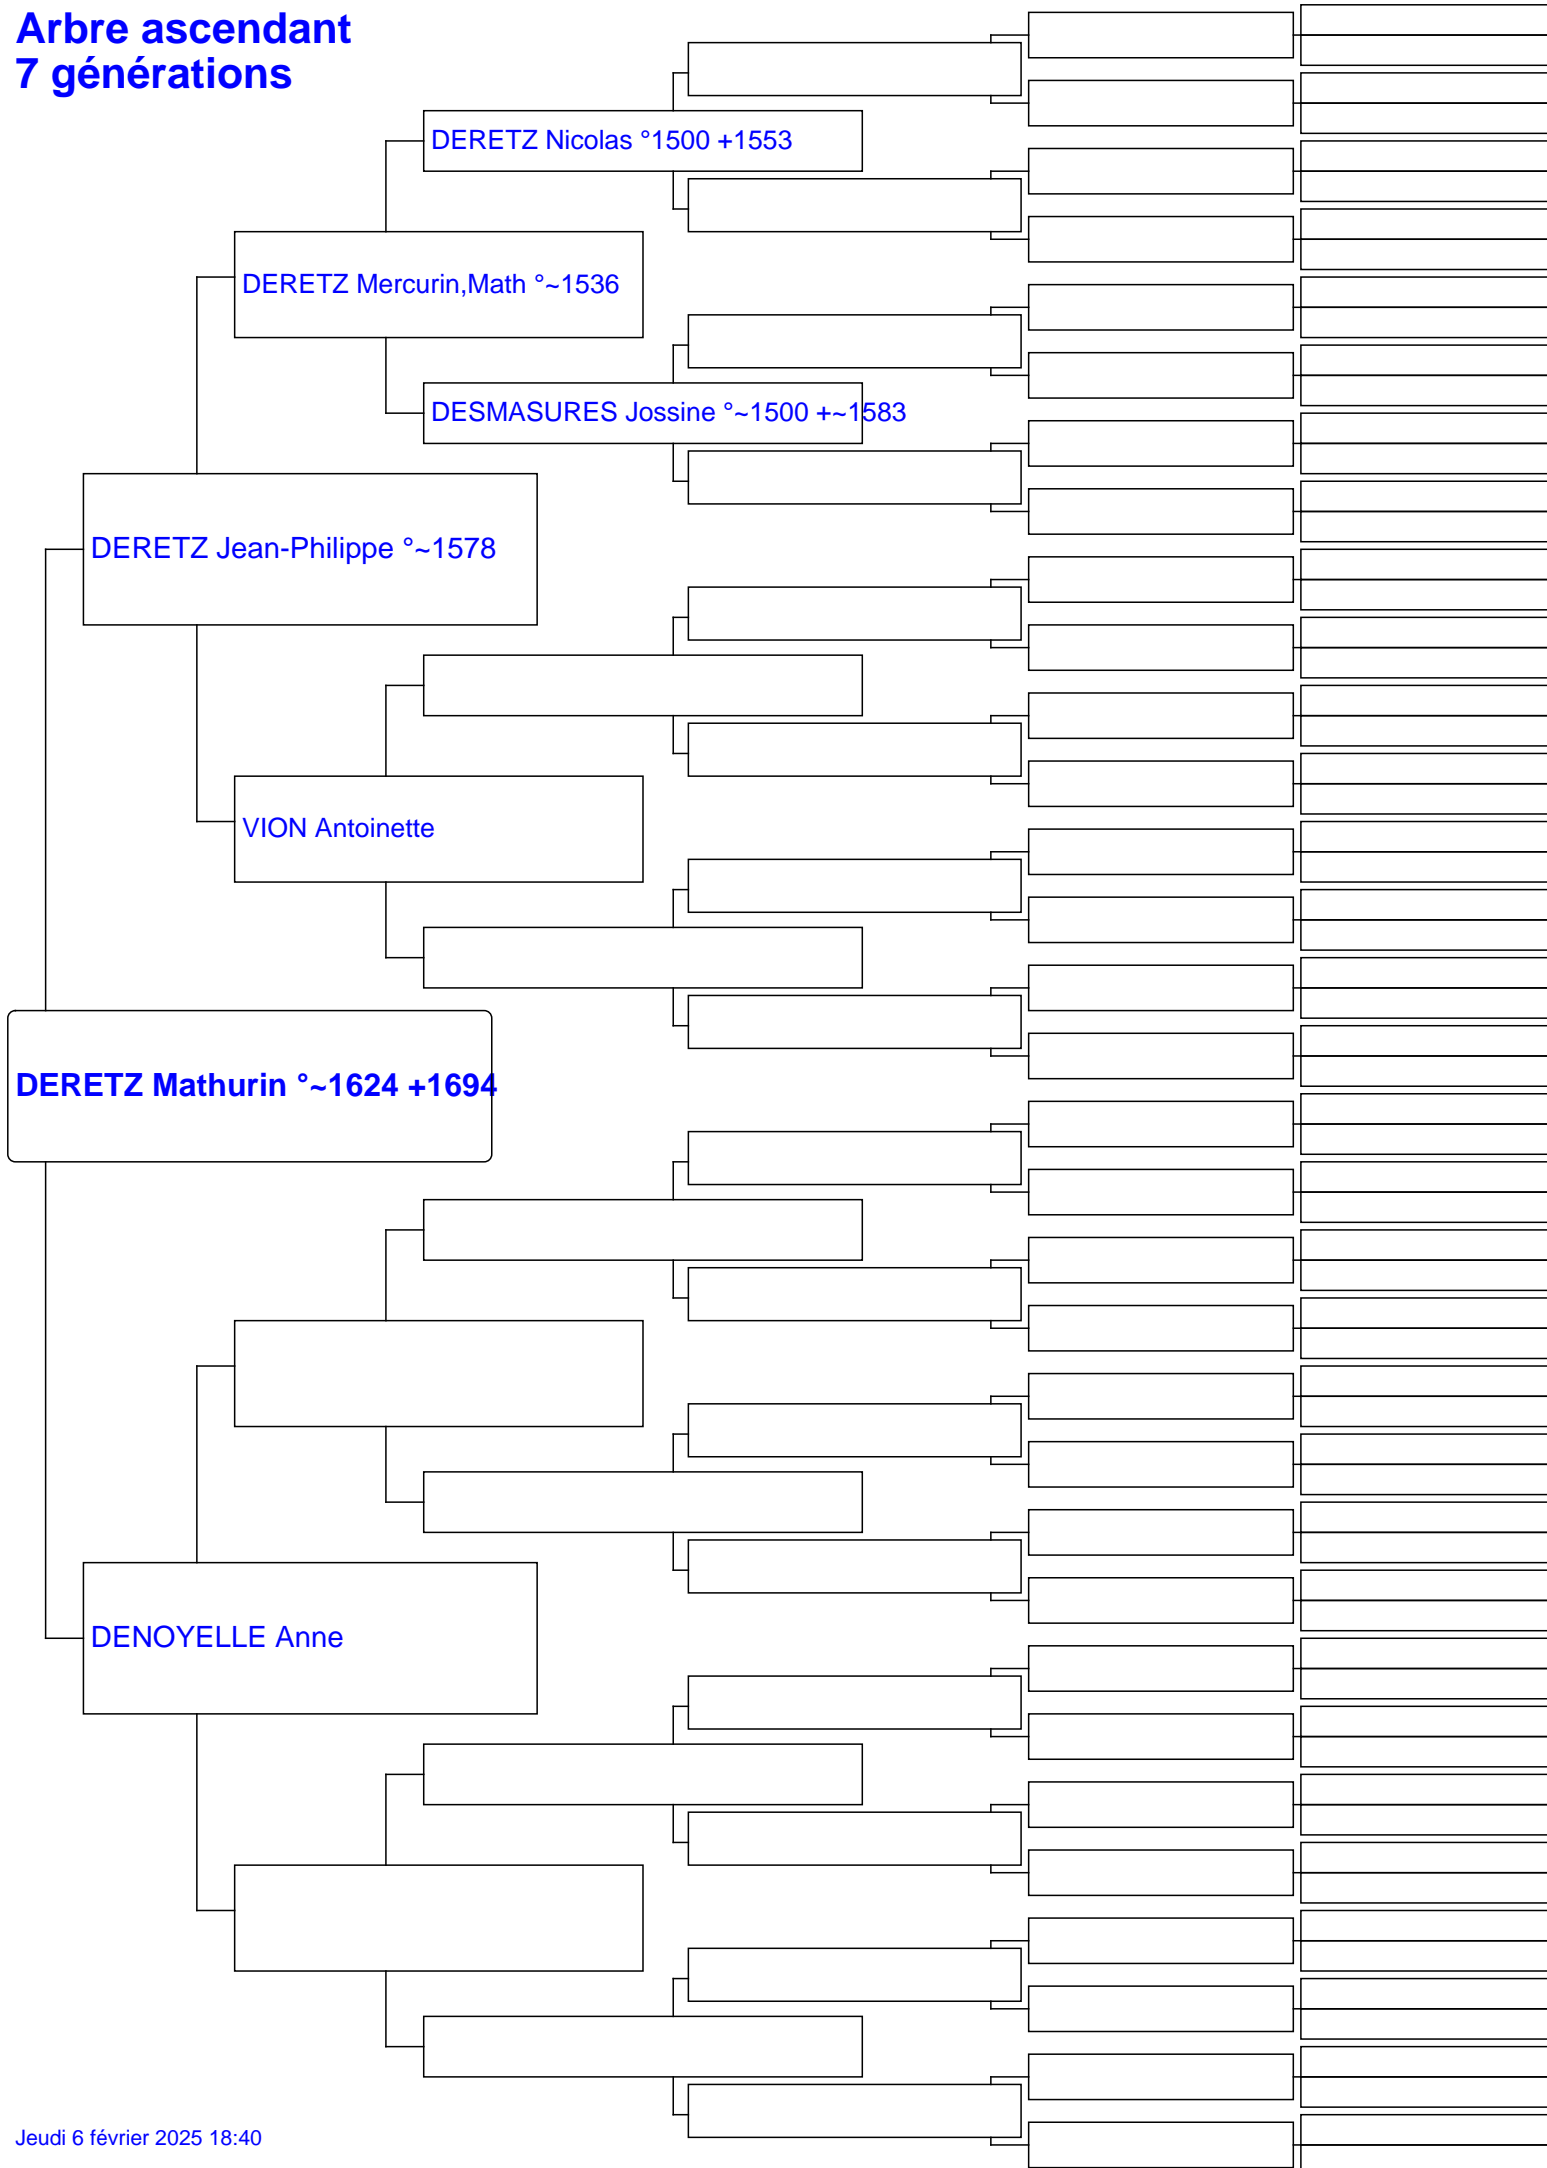 Arbre ascendant
7 générations
DERETZ Nicolas °1500 +1553
DERETZ Mercurin,Math °~1536
DESMASURES Jossine °~1500 +~1583
DERETZ Jean-Philippe °~1578
VION Antoinette
DERETZ Mathurin °~1624 +1694
DENOYELLE Anne
Jeudi 6 février 2025 18:40